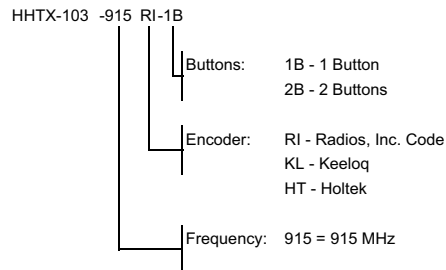 HHTX-103 -915 RI-1B
Buttons: 1B - 1 Button
2B - 2 Buttons
Encoder: RI - Radios, Inc. Code
KL - Keeloq
HT - Holtek
Frequency: 915 = 915 MHz